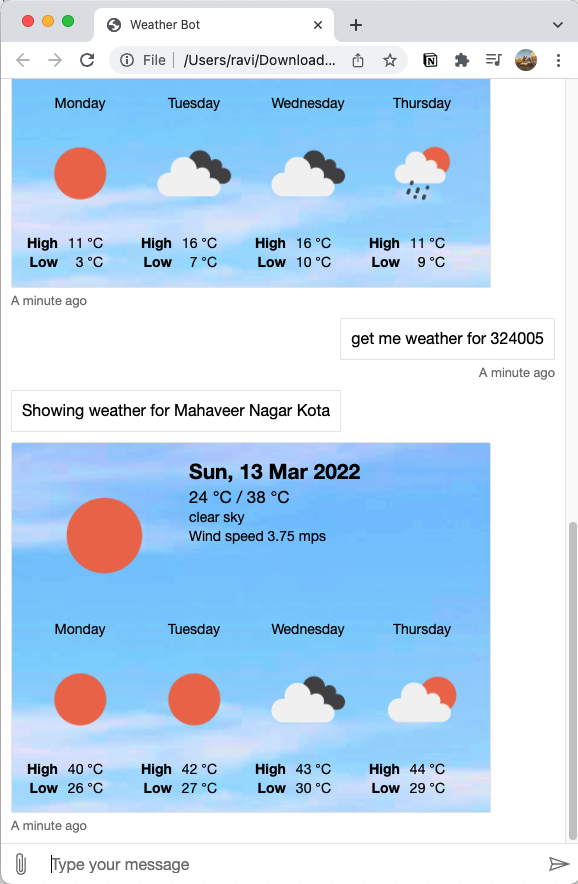 Weather Bot
File | /Users/ravi/Download...
Monday Tuesday Wednesday Thursday
High 11 °C High 16 °C High 16 °C High 11 °C
Low 3 °C Low 7 °C Low 10 °C Low 9 °C
A minute ago
get me weather for 324005
A minute ago
Showing weather for Mahaveer Nagar Kota
Sun, 13 Mar 2022
24 °C / 38 °C
clear sky
Wind speed 3.75 mps
Monday Tuesday Wednesday Thursday
High 40 °C High 42 °C High 43 °C High 44 °C
Low 26 °C Low 27 °C Low 30 °C Low 29 °C
A minute ago
Type your message